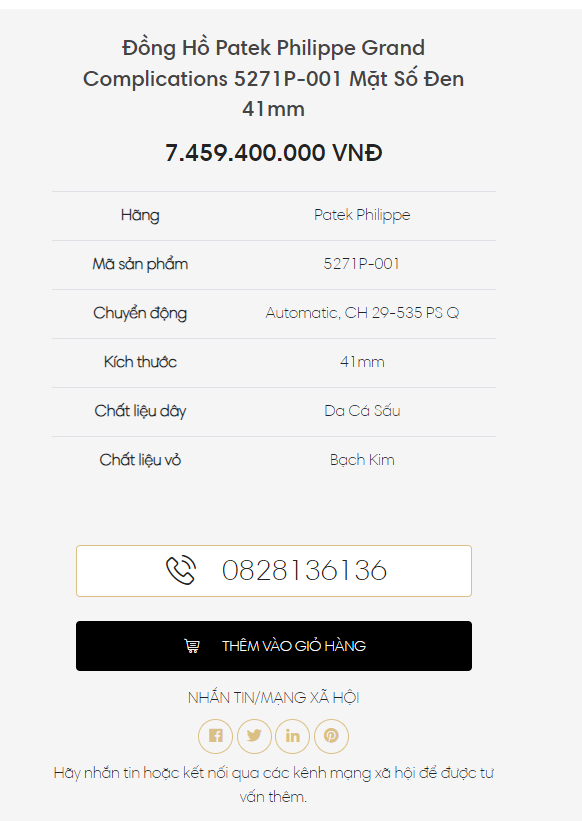 Đồng Hồ Patek Philippe Grand
Complications 5271P-001 Mặt Số Đen
41mm
7.459.400.000 VNĐ
Hãng Patek Philippe
Mã sản phẩm 5271P-001
Chuyển động Automatic, CH 29-535 PS Q
Kích thước 41mm
Chất liệu dây Da Cá Sấu
Chất liệu vỏ Bạch Kim
0828136136
THÊM VÀO GIỎ HÀNG
NHẮN TIN/MẠNG XÃ HỘI
Hãy nhắn tin hoặc kết nối qua các kênh mạng xã hội để được tư
vấn thêm.